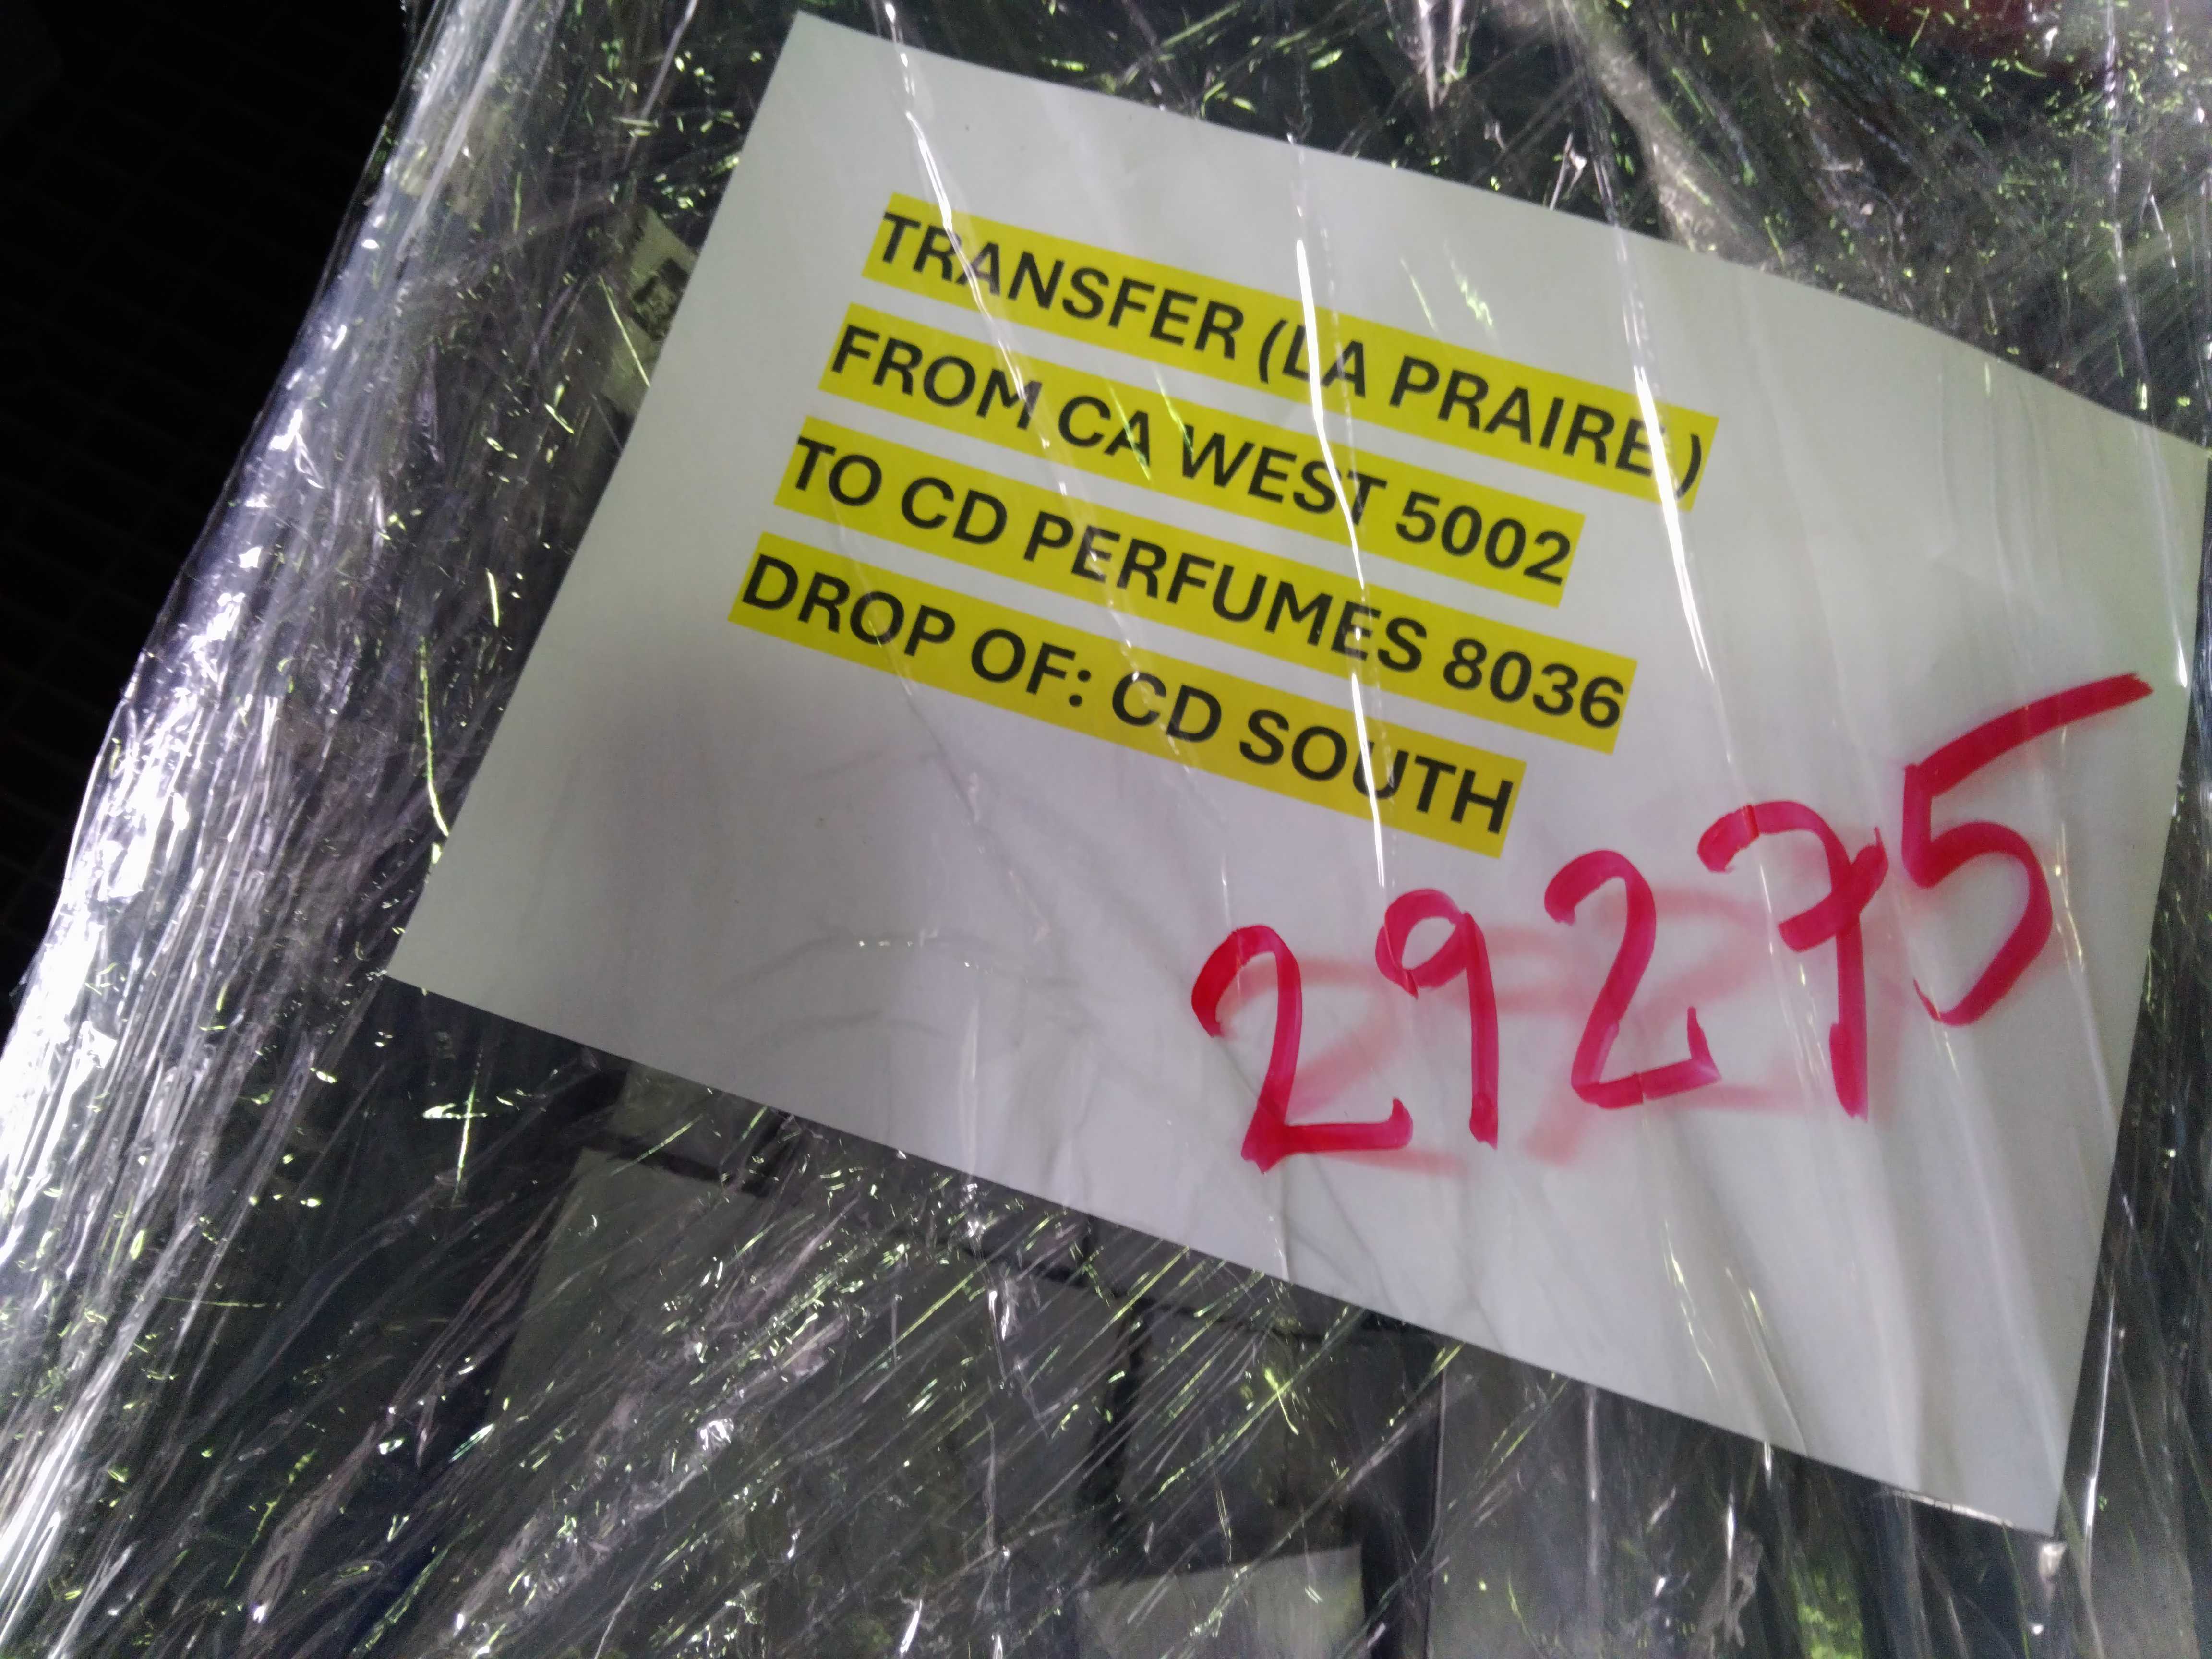 TRANSFER (LA PRAIRE )
FROM CA WEST 5002
TO CD PERFUMES 8036
DROP OF: CD SOUTH
29275